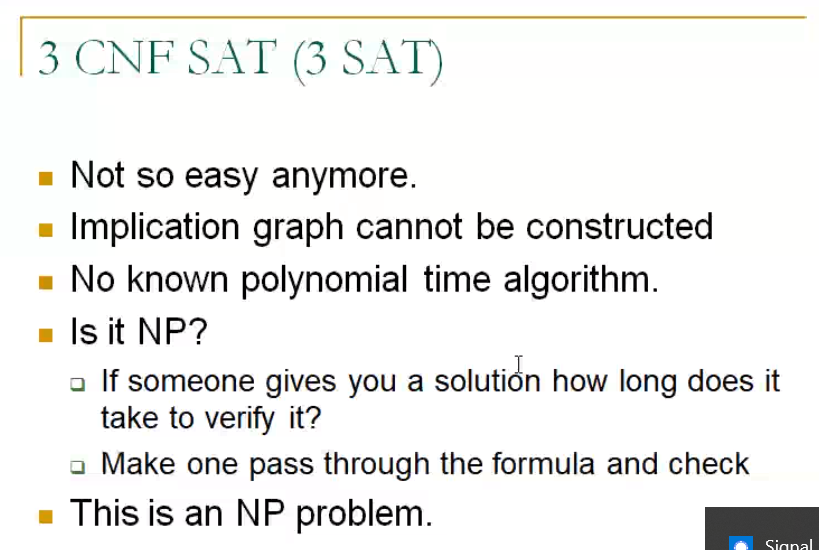 3 CNF SAT (3 SAT)
Not so easy anymore.
Implication graph cannot be constructed
No known polynomial time algorithm.
Is it NP?
If someone gives you a solution how long does it
take to verify it?
Make one pass through the formula and check
This is an NP problem.
Signal